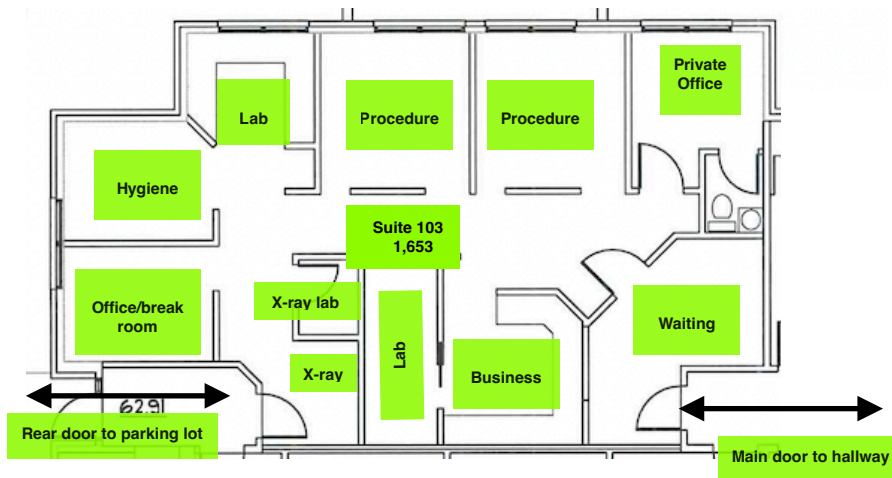 Private
Office
Lab
Procedure
Procedure
Hygiene
Suite 103
1,653
X-ray lab
Office/break
room
Waiting
Lab
X-ray
Business
62.9
Rear door to parking lot
Main door to hallway